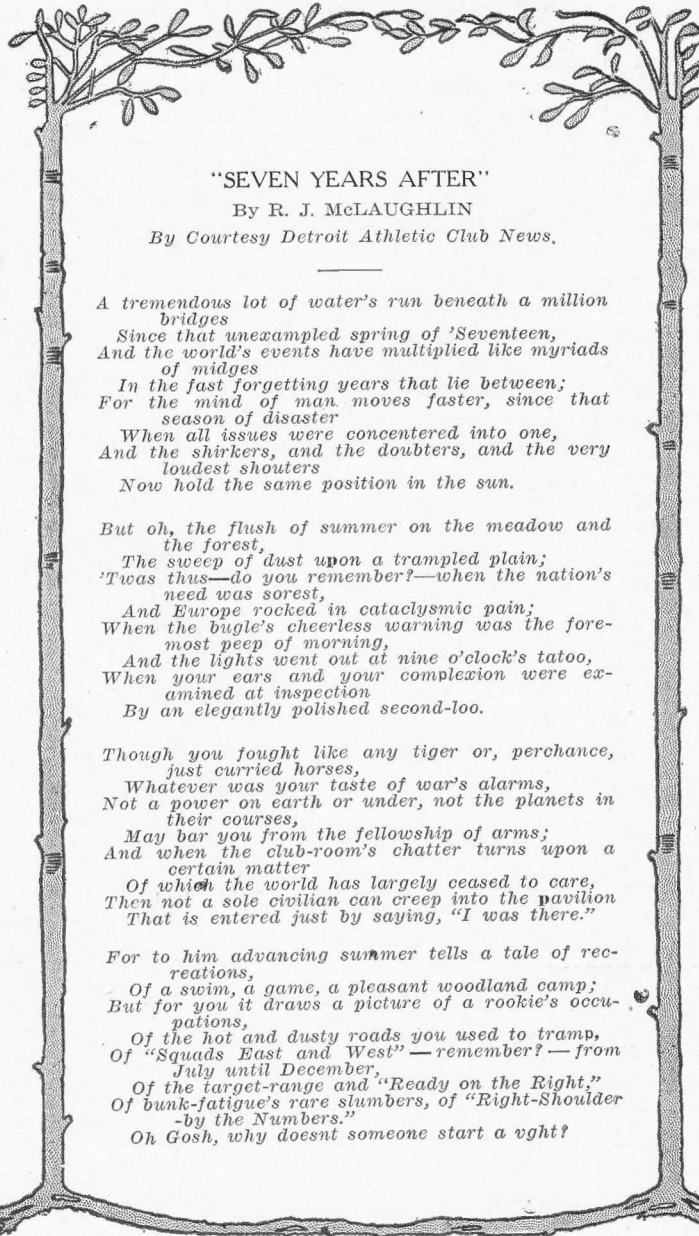 "SEVEN YEARS AFTER"
By R. J. McLAUGHLIN
By Courtesy Detroit Athletic Club News.
A tremendous lot of water's run beneath a million
bridges
Since that unexampled spring of 'Seventeen,
And the world's events have multiplied like myriads
of midges
In the fast forgetting years that lie between;
For the mind of man moves faster, since that
season of disaster
When all issues were concentered into one,
And the shirkers, and the doubters, and the very
loudest shouters
Now hold the same position in the sun.
But oh, the flush of summer on the meadow and
the forest,
The sweep of dust upon a trampled plain;
'Twas thus—do you remember?—when the nation's
need was sorest,
And Europe rocked in cataclysmic pain;
When the bugle's cheerless warning was the fore-
most peep of morning,
And the lights went out at nine o'clock's tatoo,
When your ears and your complexion were ex-
amined at inspection
By an elegantly polished second-loo.
Though you fought like any tiger or, perchance,
just curried horses,
Whatever was your taste of war's alarms,
Not a power on earth or under, not the planets in
their courses,
May bar you from the fellowship of arms;
And when the club-room's chatter turns upon a
certain matter
Of which the world has largely ceased to care,
Then not a sole civilian can creep into the pavilion
That is entered just by saying, "I was there."
For to him advancing summer tells a tale of rec-
reations,
Of a swim, a game, a pleasant woodland camp;
But for you it draws a picture of a rookie's occu-
pations,
Of the hot and dusty roads you used to tramp,
Of "Squads East and West"—remember?—from
July until December,
Of the target-range and "Ready on the Right,"
Of bunk-fatigue's rare slumbers, of "Right-Shoulder
-by the Numbers."
Oh Gosh, why doesnt someone start a vght?